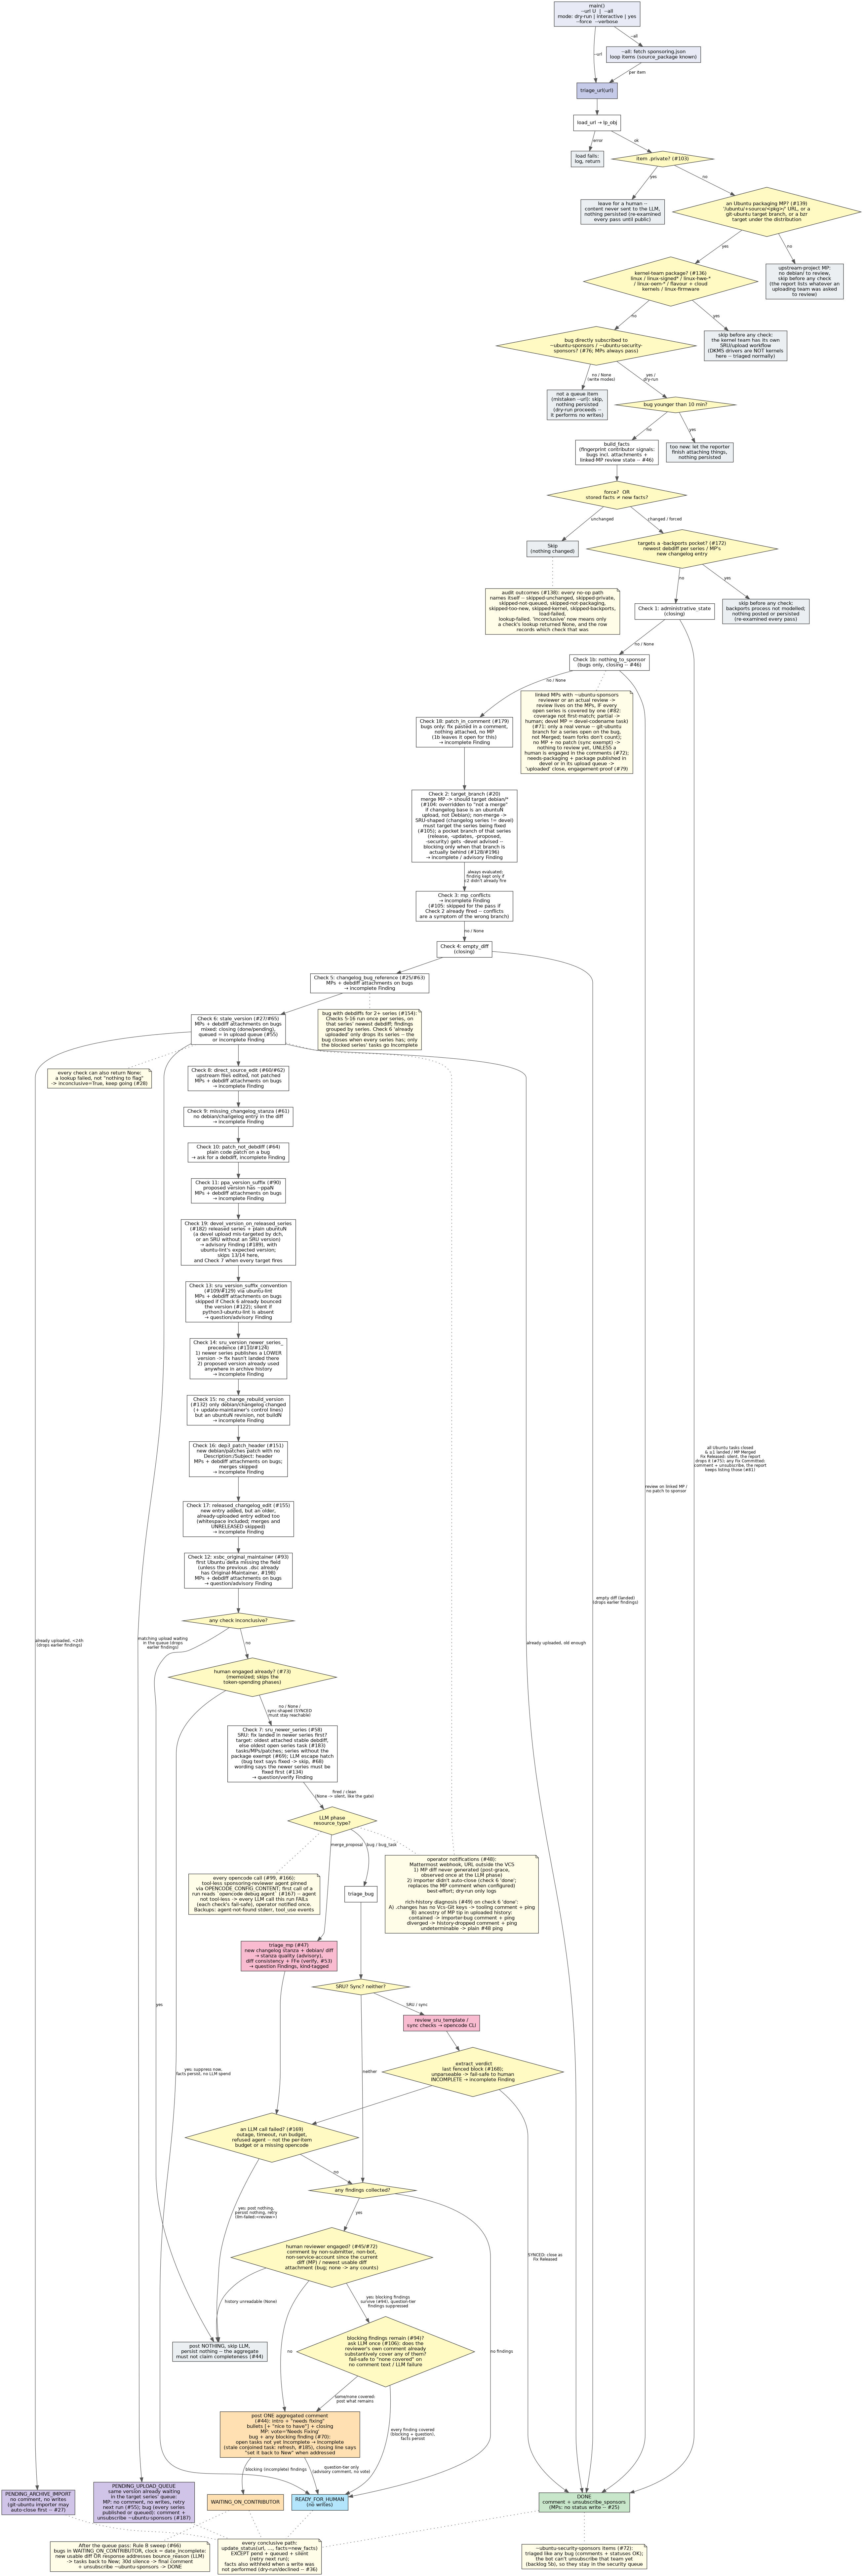 main()
--url U | --all
mode: dry-run | interactive | yes
--force --verbose
--all
--url
--all: fetch sponsoring.json
loop items (source_package known)
per item
triage_url(url)
load_url → lp_obj
error
ok
load fails:
log, return
item .private? (#103)
yes
no
leave for a human --
content never sent to the LLM,
nothing persisted (re-examined
every pass until public)
an Ubuntu packaging MP? (#139)
'/ubuntu/+source/<pkg>/' URL, or a
git-ubuntu target branch, or a bzr
target under the distribution
yes
no
kernel-team package? (#136)
linux / linux-signed* / linux-hwe-*
/ linux-oem-* / flavour + cloud
kernels / linux-firmware
upstream-project MP:
no debian/ to review,
skip before any check
(the report lists whatever an
uploading team was asked
to review)
no
yes
bug directly subscribed to
~ubuntu-sponsors / ~ubuntu-security-
sponsors? (#76; MPs always pass)
skip before any check:
the kernel team has its own
SRU/upload workflow
(DKMS drivers are NOT kernels
here -- triaged normally)
no / None
(write modes)
yes /
dry-run
not a queue item
(mistaken --url): skip,
nothing persisted
(dry-run proceeds --
it performs no writes)
bug younger than 10 min?
no
yes
build_facts
(fingerprint contributor signals:
bugs incl. attachments +
linked-MP review state -- #46)
too new: let the reporter
finish attaching things,
nothing persisted
force? OR
stored facts ≠ new facts?
unchanged
changed / forced
Skip
(nothing changed)
targets a -backports pocket? (#172)
newest debdiff per series / MP's
new changelog entry
no
yes
audit outcomes (#138): every no-op path
names itself -- skipped-unchanged, skipped-private,
skipped-not-queued, skipped-not-packaging,
skipped-too-new, skipped-kernel, skipped-backports,
load-failed,
lookup-failed. 'inconclusive' now means only
a check's lookup returned None, and the row
records which check that was
Check 1: administrative_state
(closing)
skip before any check:
backports process not modelled;
nothing posted or persisted
(re-examined every pass)
no / None
Check 1b: nothing_to_sponsor
(bugs only, closing -- #46)
no / None
linked MPs with ~ubuntu-sponsors
reviewer or an actual review ->
review lives on the MPs, IF every
open series is covered by one (#82:
coverage not first-match; partial ->
human; devel MP = devel-codename task)
(#71: only a real venue -- git-ubuntu
branch for a series open on the bug,
not Merged; team forks don't count);
no MP + no patch (sync exempt) ->
nothing to review yet, UNLESS a
human is engaged in the comments (#72);
needs-packaging + package published in
devel or in its upload queue ->
'uploaded' close, engagement-proof (#79)
Check 18: patch_in_comment (#179)
bugs only: fix pasted in a comment,
nothing attached, no MP
(1b leaves it open for this)
→ incomplete Finding
Check 2: target_branch (#20)
merge MP -> should target debian/*
(#104: overridden to "not a merge"
if changelog base is an ubuntuN
upload, not Debian); non-merge ->
SRU-shaped (changelog series != devel)
must target the series being fixed
(#105); a pocket branch of that series
(release, -updates, -proposed,
-security) gets -devel advised --
blocking only when that branch is
actually behind (#128/#196)
→ incomplete / advisory Finding
always evaluated;
finding kept only if
c2 didn't already fire
Check 3: mp_conflicts
→ incomplete Finding
(#105: skipped for the pass if
Check 2 already fired -- conflicts
are a symptom of the wrong branch)
no / None
Check 4: empty_diff
(closing)
Check 5: changelog_bug_reference (#25/#63)
MPs + debdiff attachments on bugs
→ incomplete Finding
Check 6: stale_version (#27/#65)
MPs + debdiff attachments on bugs
mixed: closing (done/pending),
queued = in upload queue (#55)
or incomplete Finding
bug with debdiffs for 2+ series (#154):
Checks 5-16 run once per series, on
that series' newest debdiff; findings
grouped by series. Check 6 'already
uploaded' only drops its series -- the
bug closes when every series has; only
the blocked series' tasks go Incomplete
every check can also return None:
a lookup failed, not "nothing to flag"
-> inconclusive=True, keep going (#28)
Check 8: direct_source_edit (#60/#62)
upstream files edited, not patched
MPs + debdiff attachments on bugs
→ incomplete Finding
Check 9: missing_changelog_stanza (#61)
no debian/changelog entry in the diff
→ incomplete Finding
Check 10: patch_not_debdiff (#64)
plain code patch on a bug
→ ask for a debdiff, incomplete Finding
Check 11: ppa_version_suffix (#90)
proposed version has ~ppaN
MPs + debdiff attachments on bugs
→ incomplete Finding
Check 19: devel_version_on_released_series
(#182) released series + plain ubuntuN
(a devel upload mis-targeted by dch,
or an SRU without an SRU version)
→ advisory Finding (#189), with
ubuntu-lint's expected version;
skips 13/14 here,
and Check 7 when every target fires
Check 13: sru_version_suffix_convention
(#109/#129) via ubuntu-lint
MPs + debdiff attachments on bugs
skipped if Check 6 already bounced
the version (#122); silent if
python3-ubuntu-lint is absent
→ question/advisory Finding
Check 14: sru_version_newer_series_
precedence (#110/#124)
1) newer series publishes a LOWER
version -> fix hasn't landed there
2) proposed version already used
anywhere in archive history
→ incomplete Finding
Check 15: no_change_rebuild_version
(#132) only debian/changelog changed
(+ update-maintainer's control lines)
but an ubuntuN revision, not buildN
→ incomplete Finding
Check 16: dep3_patch_header (#151)
new debian/patches patch with no
Description:/Subject: header
MPs + debdiff attachments on bugs;
merges skipped
→ incomplete Finding
all Ubuntu tasks closed
& ≥1 landed / MP Merged
Fix Released: silent, the report
drops it (#75); any Fix Committed:
comment + unsubscribe, the report
keeps listing those (#81)
review on linked MP /
no patch to sponsor
Check 17: released_changelog_edit (#155)
new entry added, but an older,
already-uploaded entry edited too
(whitespace included; merges and
UNRELEASED skipped)
→ incomplete Finding
Check 12: xsbc_original_maintainer (#93)
first Ubuntu delta missing the field
(unless the previous .dsc already
has Original-Maintainer, #198)
MPs + debdiff attachments on bugs
→ question/advisory Finding
empty diff (landed)
(drops earlier findings)
any check inconclusive?
already uploaded, <24h
(drops earlier findings)
matching upload waiting
in the queue (drops
earlier findings)
already uploaded, old enough
no
human engaged already? (#73)
(memoized; skips the
token-spending phases)
no / None /
sync-shaped (SYNCED
must stay reachable)
Check 7: sru_newer_series (#58)
SRU: fix landed in newer series first?
target: oldest attached stable debdiff,
else oldest open series task (#183)
tasks/MPs/patches; series without the
package exempt (#69); LLM escape hatch
(bug text says fixed -> skip, #68)
wording says the newer series must be
fixed first (#134)
→ question/verify Finding
fired / clean
(None -> silent, like the gate)
LLM phase
resource_type?
merge_proposal
bug / bug_task
every opencode call (#99, #166):
tool-less sponsoring-reviewer agent pinned
via OPENCODE_CONFIG_CONTENT; first call of a
run reads `opencode debug agent` (#167) -- agent
not tool-less -> every LLM call this run FAILs
(each check's fail-safe), operator notified once.
Backups: agent-not-found stderr, tool_use events
triage_bug
operator notifications (#48):
Mattermost webhook, URL outside the VCS
1) MP diff never generated (post-grace,
observed once at the LLM phase)
2) importer didn't auto-close (check 6 'done';
replaces the MP comment when configured)
best-effort; dry-run only logs

rich-history diagnosis (#49) on check 6 'done':
A) .changes has no Vcs-Git keys -> tooling comment + ping
B) ancestry of MP tip in uploaded history:
contained -> importer-bug comment + ping
diverged -> history-dropped comment + ping
undeterminate -> plain #48 ping
triage_mp (#47)
new changelog stanza + debian/ diff
→ stanza quality (advisory),
diff consistency + FFe (verify, #53)
→ question Findings, kind-tagged
SRU? Sync? neither?
SRU / sync
yes
review_sru_template /
sync checks → opencode CLI
yes: suppress now,
facts persist, no LLM spend
neither
extract_verdict
last fenced block (#168);
unparseable -> fail-safe to human
INCOMPLETE → incomplete Finding
an LLM call failed? (#169)
outage, timeout, run budget,
refused agent -- not the per-item
budget or a missing opencode
no
any findings collected?
yes: post nothing,
persist nothing, retry
(llm-failed:<review>)
yes
human reviewer engaged? (#45/#72)
comment by non-submitter, non-bot,
non-service-account since the current
diff (MP) / newest usable diff
attachment (bug; none -> any counts)
SYNCED: close as
Fix Released
history unreadable (None)
yes: blocking findings
survive (#94), question-tier
findings suppressed
post NOTHING, skip LLM,
persist nothing -- the aggregate
must not claim completeness (#44)
no
blocking findings remain (#94)?
ask LLM once (#106): does the
reviewer's own comment already
substantively cover any of them?
fail-safe to "none covered" on
no comment text / LLM failure
no findings
some/none covered:
post what remains
every finding covered
(blocking + question),
facts persist
post ONE aggregated comment
(#44): intro + "needs fixing"
bullets [+ "nice to have"] + closing
MP: vote='Needs Fixing'
bug + any blocking finding (#70):
open tasks not yet Incomplete → Incomplete
(stale conjoined task: refresh, #185), closing line says
"set it back to New" when addressed
blocking (incomplete) findings
question-tier only
(advisory comment, no vote)
PENDING_ARCHIVE_IMPORT
no comment, no writes
(git-ubuntu importer may
auto-close first -- #27)
PENDING_UPLOAD_QUEUE
same version already waiting
in the target series' queue:
MP: no comment, no writes, retry
next run (#55); bug (every series
published or queued): comment +
unsubscribe ~ubuntu-sponsors (#187)
WAITING_ON_CONTRIBUTOR
READY_FOR_HUMAN
(no writes)
DONE
comment + unsubscribe_sponsors
(MPs: no status write -- #25)
After the queue pass: Rule B sweep (#66)
bugs in WAITING_ON_CONTRIBUTOR, clock = date_incomplete:
new usable diff OR response addresses bounce_reason (LLM)
-> tasks back to New; 30d silence -> final comment
+ unsubscribe ~ubuntu-sponsors -> DONE
every conclusive path:
update_status(url, ..., facts=new_facts)
EXCEPT pend + queued + silent
(retry next run);
facts also withheld when a write was
not performed (dry-run/declined -- #36)
~ubuntu-security-sponsors items (#72):
triaged like any bug (comments + statuses OK);
the bot can't unsubscribe that team yet
(backlog 5b), so they stay in the security queue